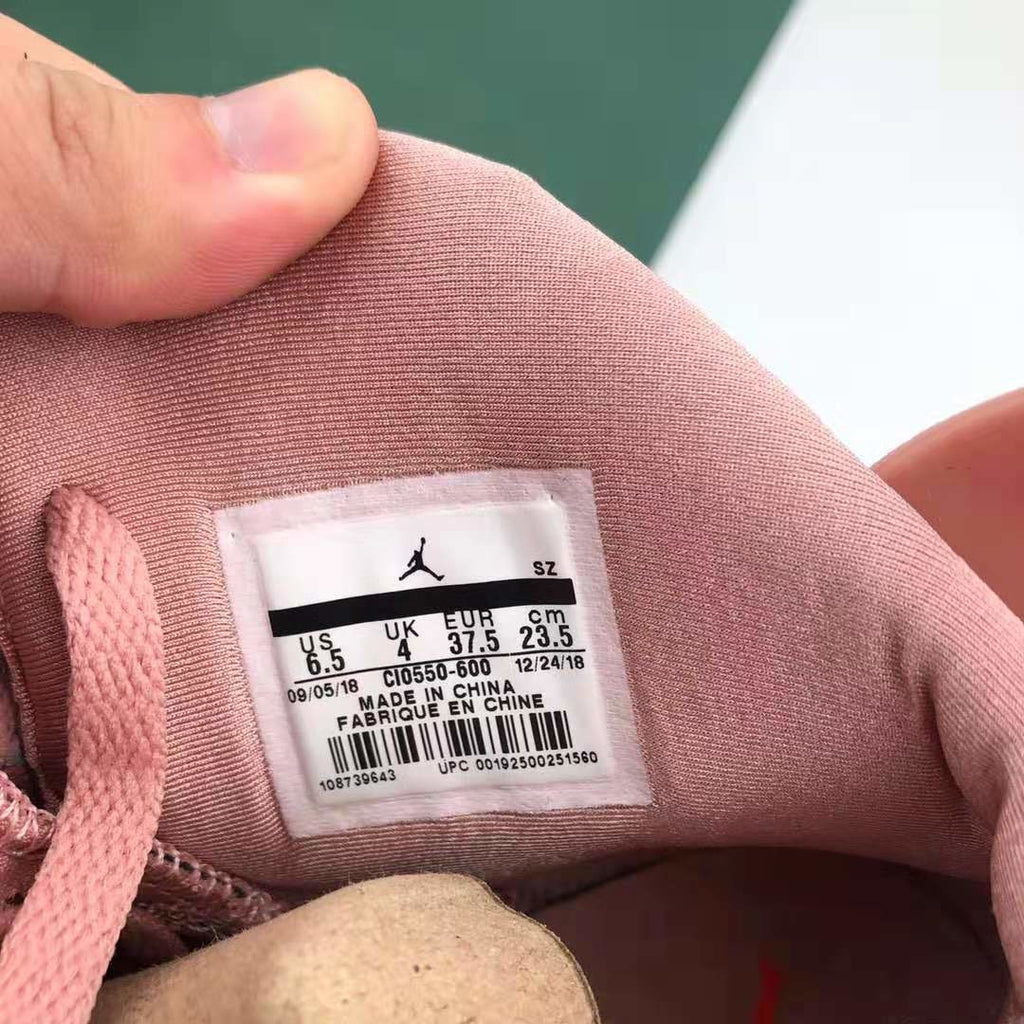 SZ
US UK EUR cm
6.5 4 37.5 23.5
09/05/18 CI0550-600 12/24/18
MADE IN CHINA
FABRIQUE EN CHINE
108739643 UPC 00192500251560